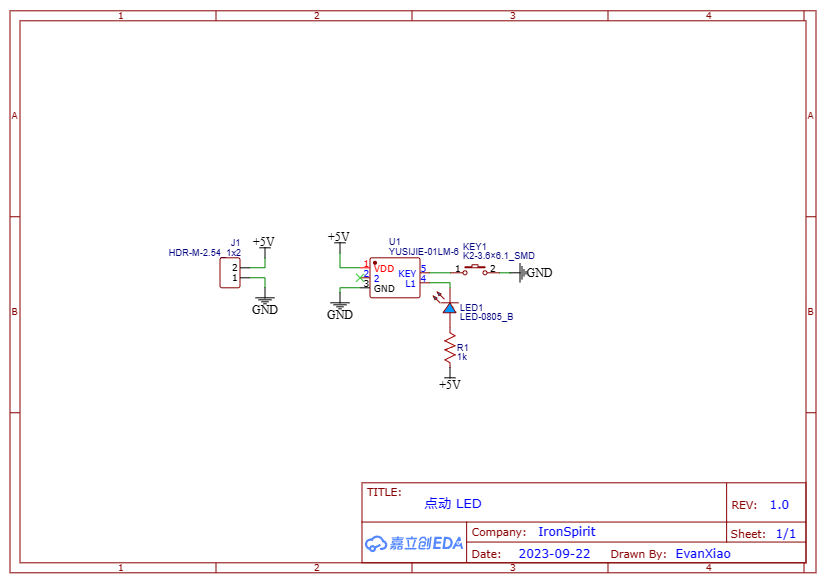 1 2 3 4
A A
B B
J1
HDR-M-2.54_1x2
+5V
2
1
GND
+5V
GND
U1
YUSIJIE-01LM-6
1
2
3
VDD
2
GND
KEY
L1
5
4
KEY1
K2-3.6×6.1_SMD
1 2
GND
LED1
LED-0805_B
R1
1k
+5V
TITLE:
点动 LED
REV: 1.0
嘉立创EDA
Company: IronSpirit
Sheet: 1/1
Date: 2023-09-22 Drawn By: EvanXiao
1 2 3 4